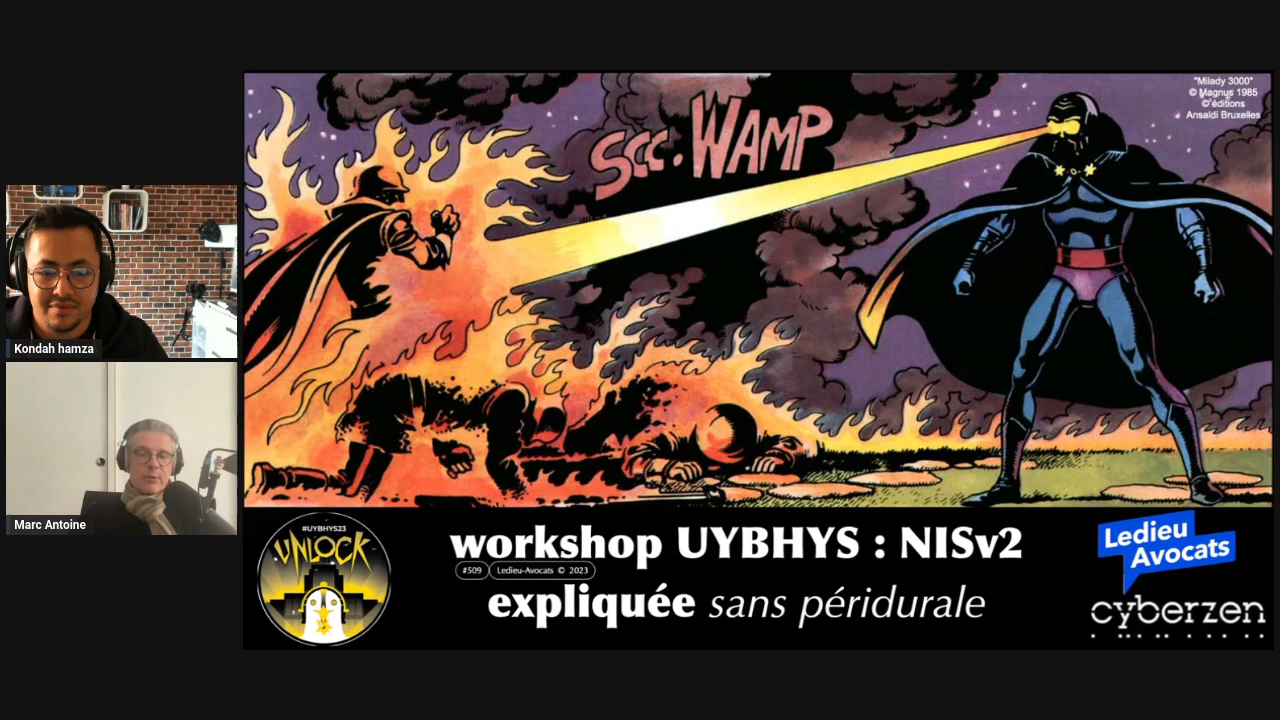 "Milady 3000"
© Magnus 1985
© éditions
Ansaldi Bruxelles
SCC. WAMP
Kondah hamza
Marc Antoine
#UYBHYS23
UNLOCK
workshop UYBHYS : NISv2
#509 Ledieu-Avocats © 2023
expliquée sans péridurale
Ledieu
Avocats
cyberzen